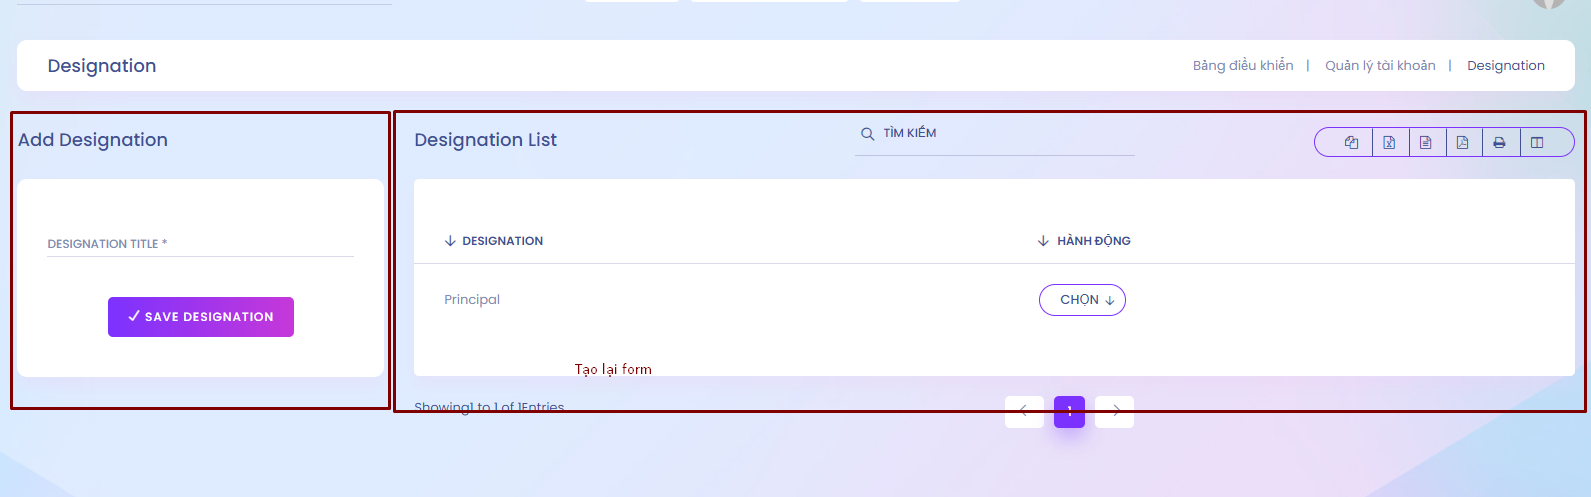 Designation
Bảng điều khiển | Quản lý tài khoản | Designation
Add Designation
Designation List
TÌM KIẾM
DESIGNATION TITLE *
SAVE DESIGNATION
DESIGNATION
HÀNH ĐỘNG
Principal
CHỌN
Tạo lại form
Showing1 to 1 of 1Entries
1